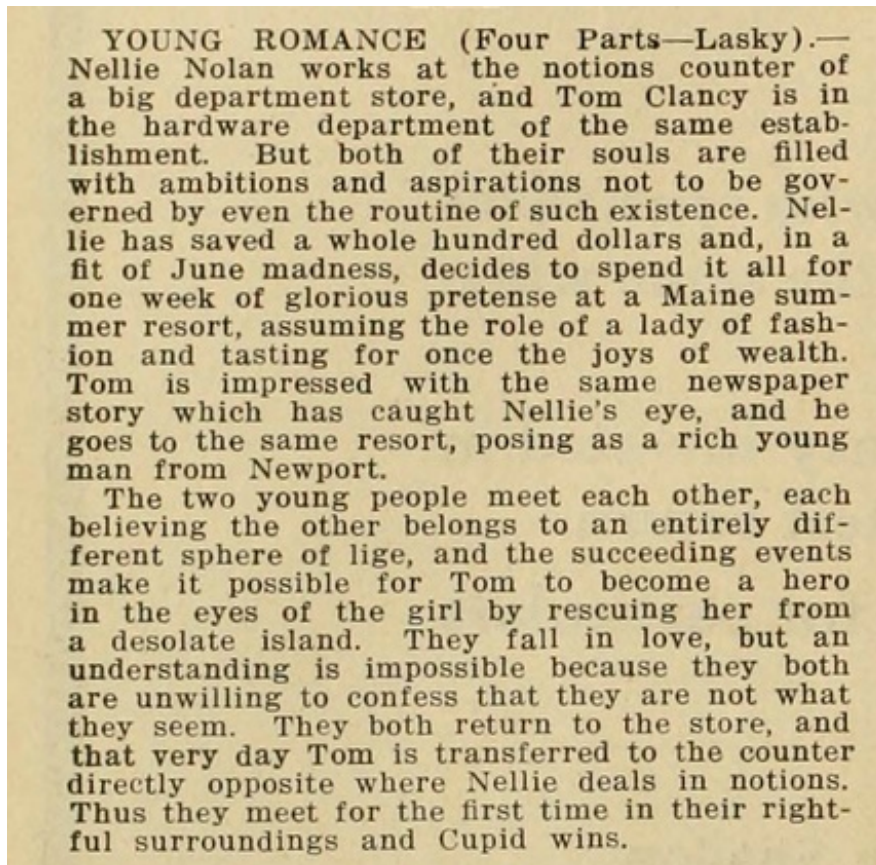 YOUNG ROMANCE (Four Parts—Lasky).—
Nellie Nolan works at the notions counter of
a big department store, and Tom Clancy is in
the hardware department of the same estab-
lishment. But both of their souls are filled
with ambitions and aspirations not to be gov-
erned by even the routine of such existence. Nel-
lie has saved a whole hundred dollars and, in a
fit of June madness, decides to spend it all for
one week of glorious pretense at a Maine sum-
mer resort, assuming the role of a lady of fash-
ion and tasting for once the joys of wealth.
Tom is impressed with the same newspaper
story which has caught Nellie's eye, and he
goes to the same resort, posing as a rich young
man from Newport.
The two young people meet each other, each
believing the other belongs to an entirely dif-
ferent sphere of lige, and the succeeding events
make it possible for Tom to become a hero
in the eyes of the girl by rescuing her from
a desolate island. They fall in love, but an
understanding is impossible because they both
are unwilling to confess that they are not what
they seem. They both return to the store, and
that very day Tom is transferred to the counter
directly opposite where Nellie deals in notions.
Thus they meet for the first time in their right-
ful surroundings and Cupid wins.